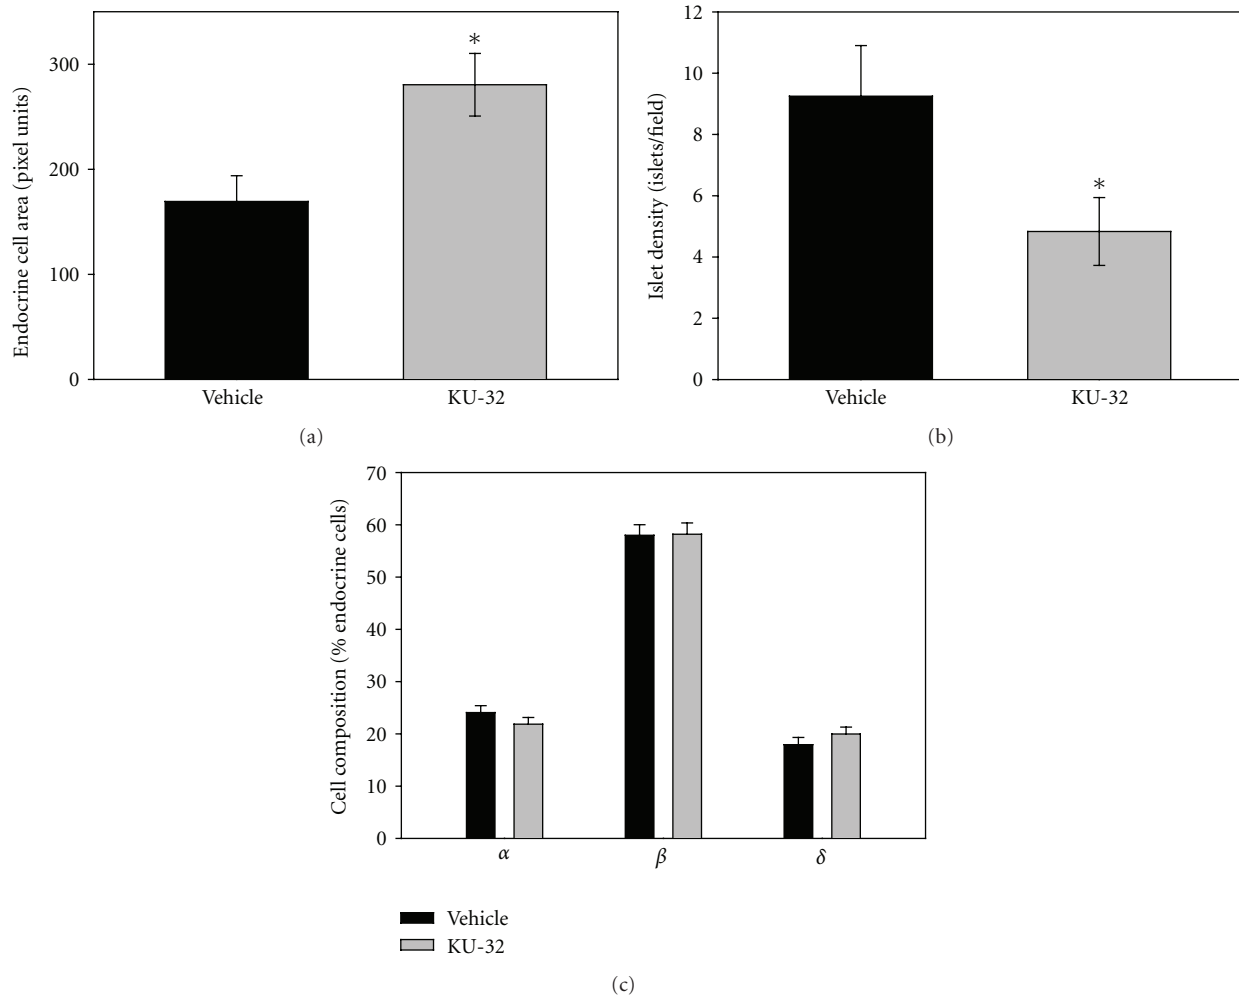 Endocrine cell area (pixel units)
300
200
100
0
*
Vehicle
KU-32
(a)
Islet density (islets/field)
12
10
8
6
4
2
0
*
Vehicle
KU-32
(b)
Cell composition (% endocrine cells)
70
60
50
40
30
20
10
0
α
β
δ
Vehicle
KU-32
(c)